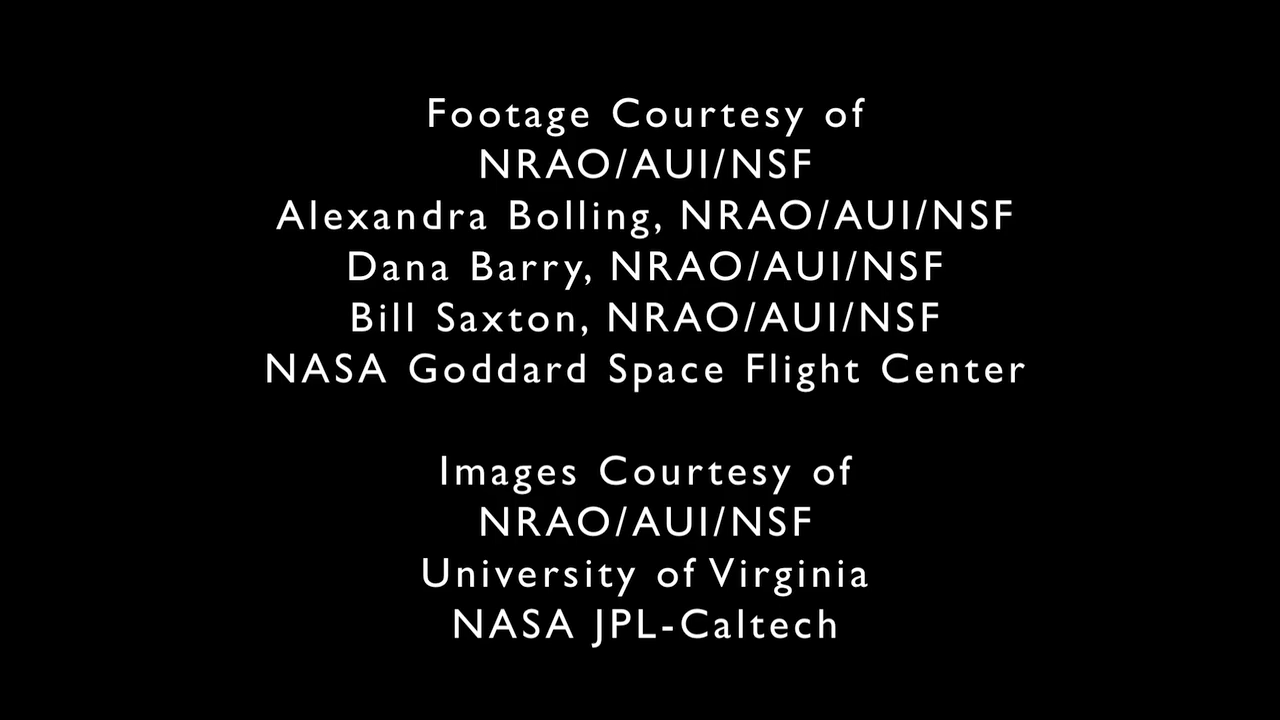 Footage Courtesy of
NRAO/AUI/NSF
Alexandra Bolling, NRAO/AUI/NSF
Dana Barry, NRAO/AUI/NSF
Bill Saxton, NRAO/AUI/NSF
NASA Goddard Space Flight Center
Images Courtesy of
NRAO/AUI/NSF
University of Virginia
NASA JPL-Caltech